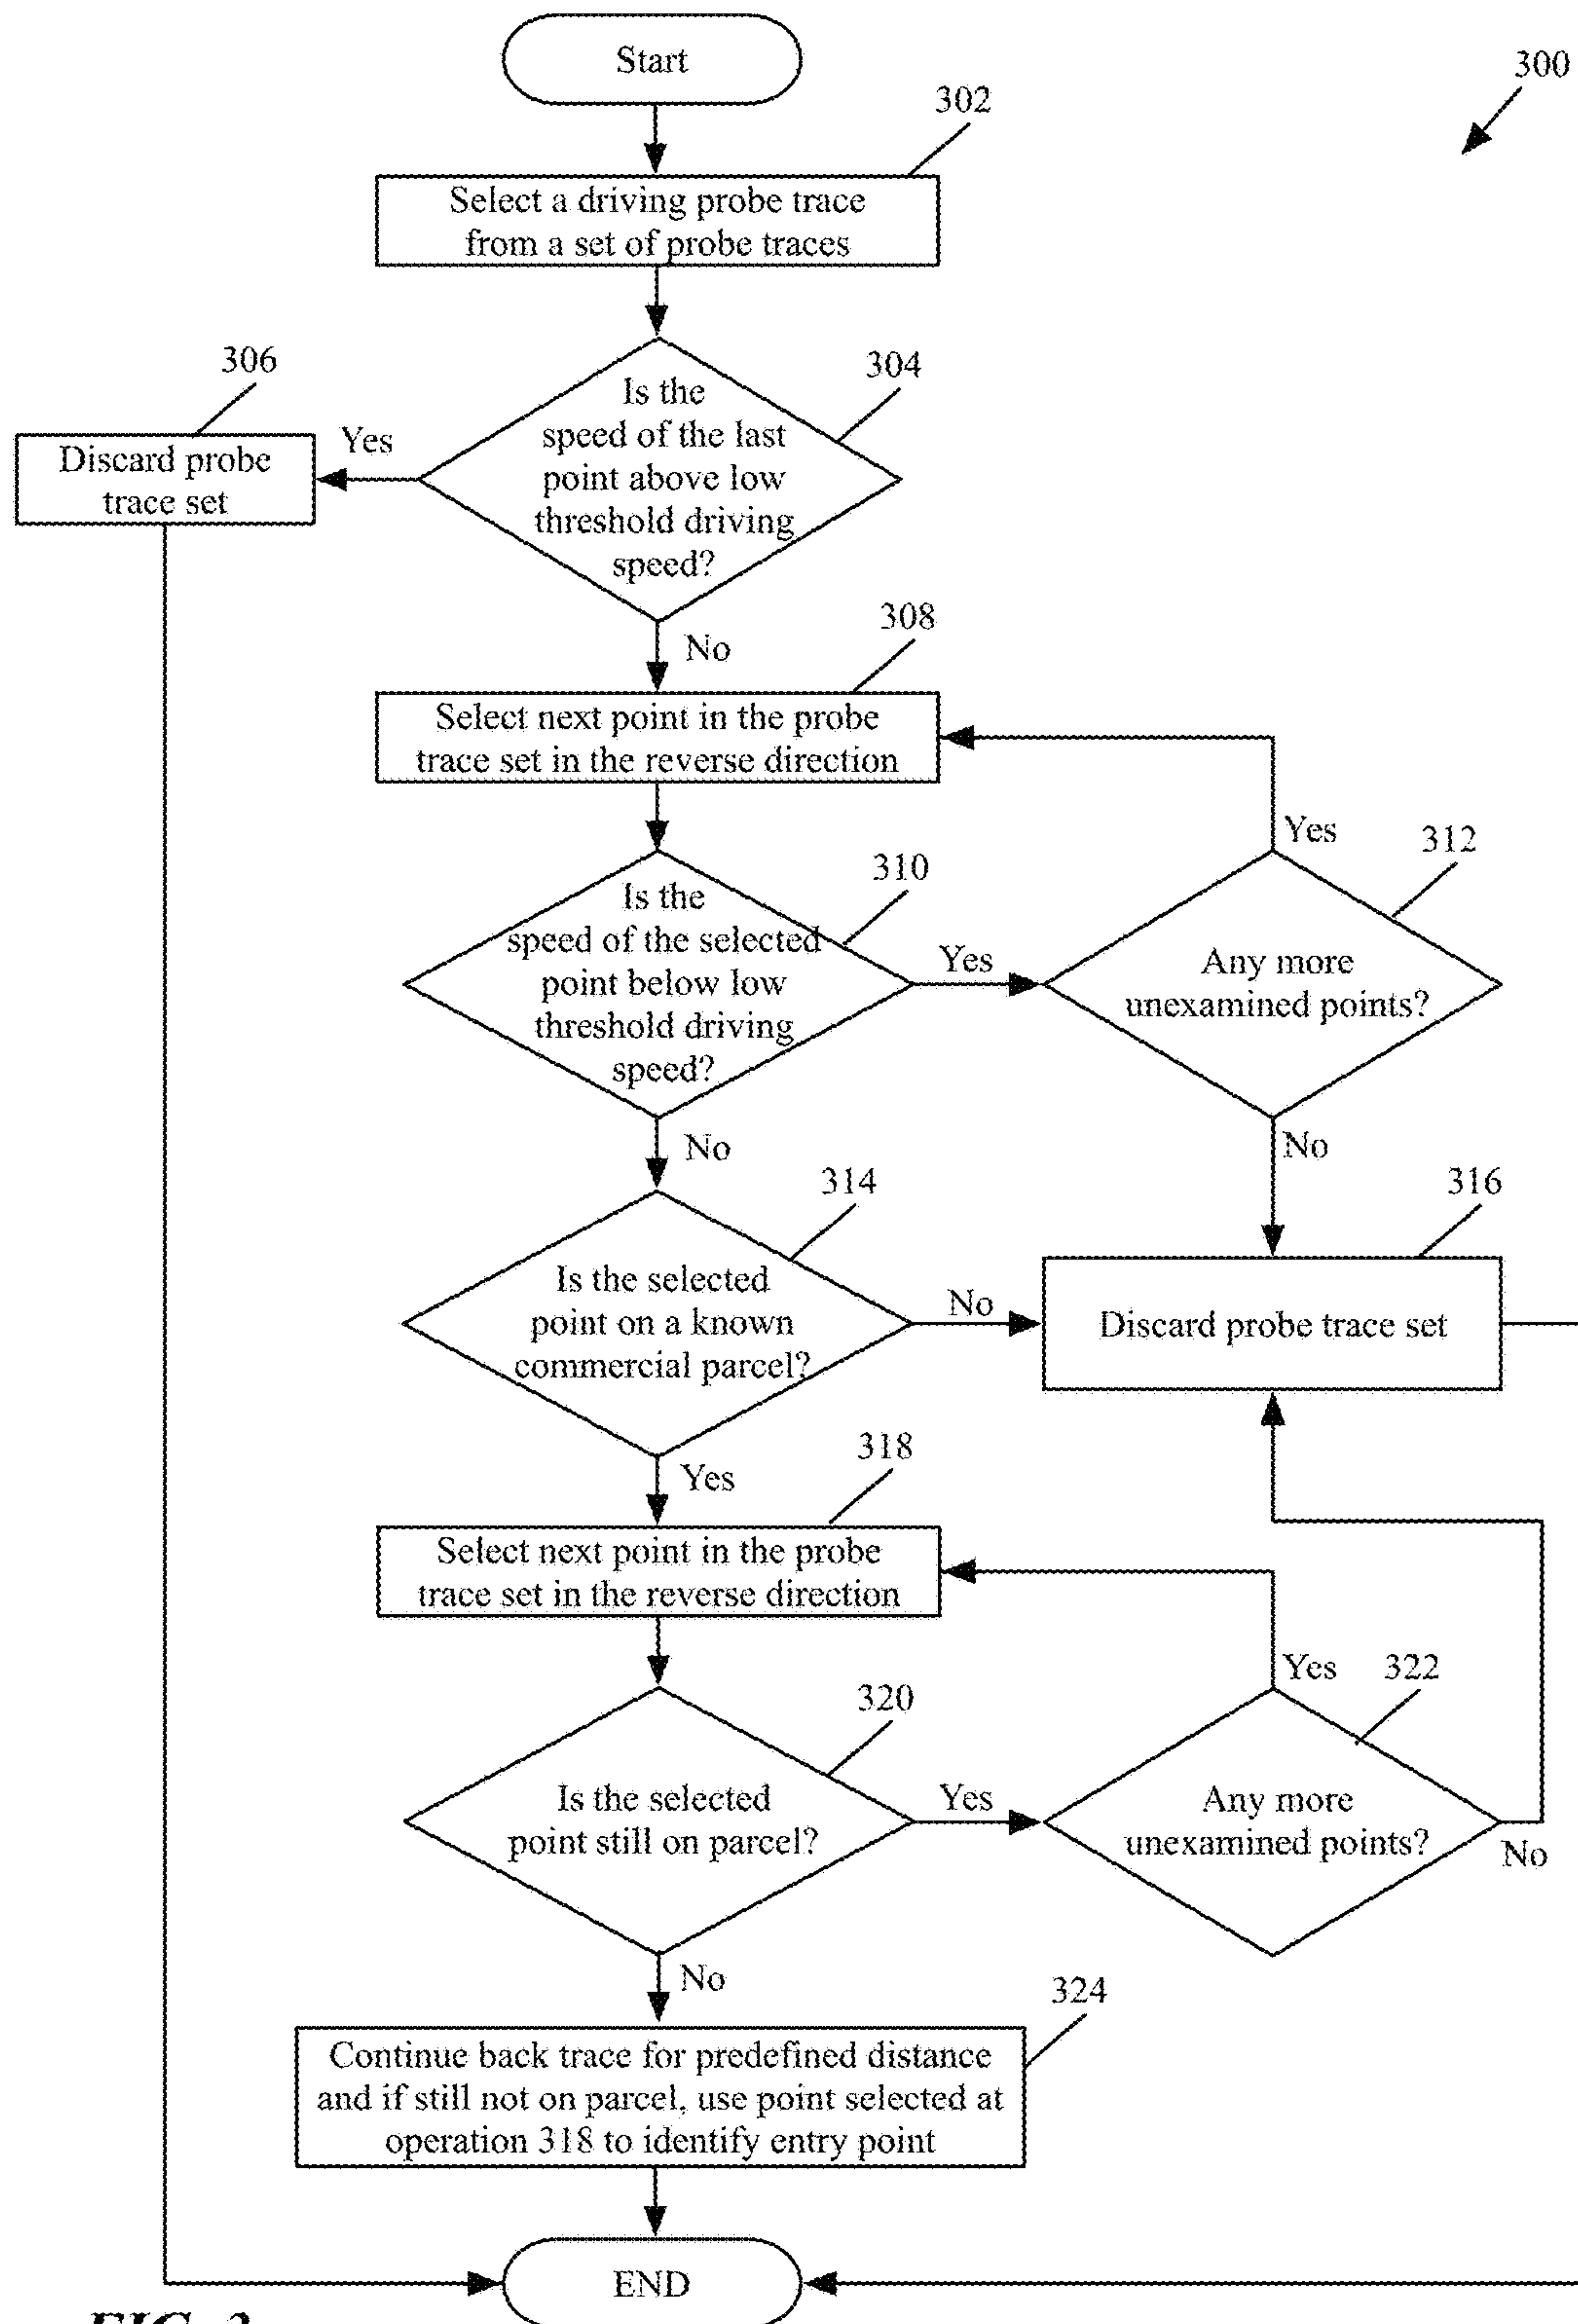 Start
300
302
Select a driving probe trace
from a set of probe traces
306
304
Is the
speed of the last
point above low
threshold driving
speed?
Yes
Discard probe
trace set
No
308
Select next point in the probe
trace set in the reverse direction
310
Is the
speed of the selected
point below low
threshold driving
speed?
Yes
312
Any more
unexamined points?
Yes
No
No
314
Is the selected
point on a known
commercial parcel?
No
316
Discard probe trace set
Yes
318
Select next point in the probe
trace set in the reverse direction
320
Is the selected
point still on parcel?
Yes
322
Any more
unexamined points?
Yes
No
No
324
Continue back trace for predefined distance
and if still not on parcel, use point selected at
operation 318 to identify entry point
END
FIG. 3